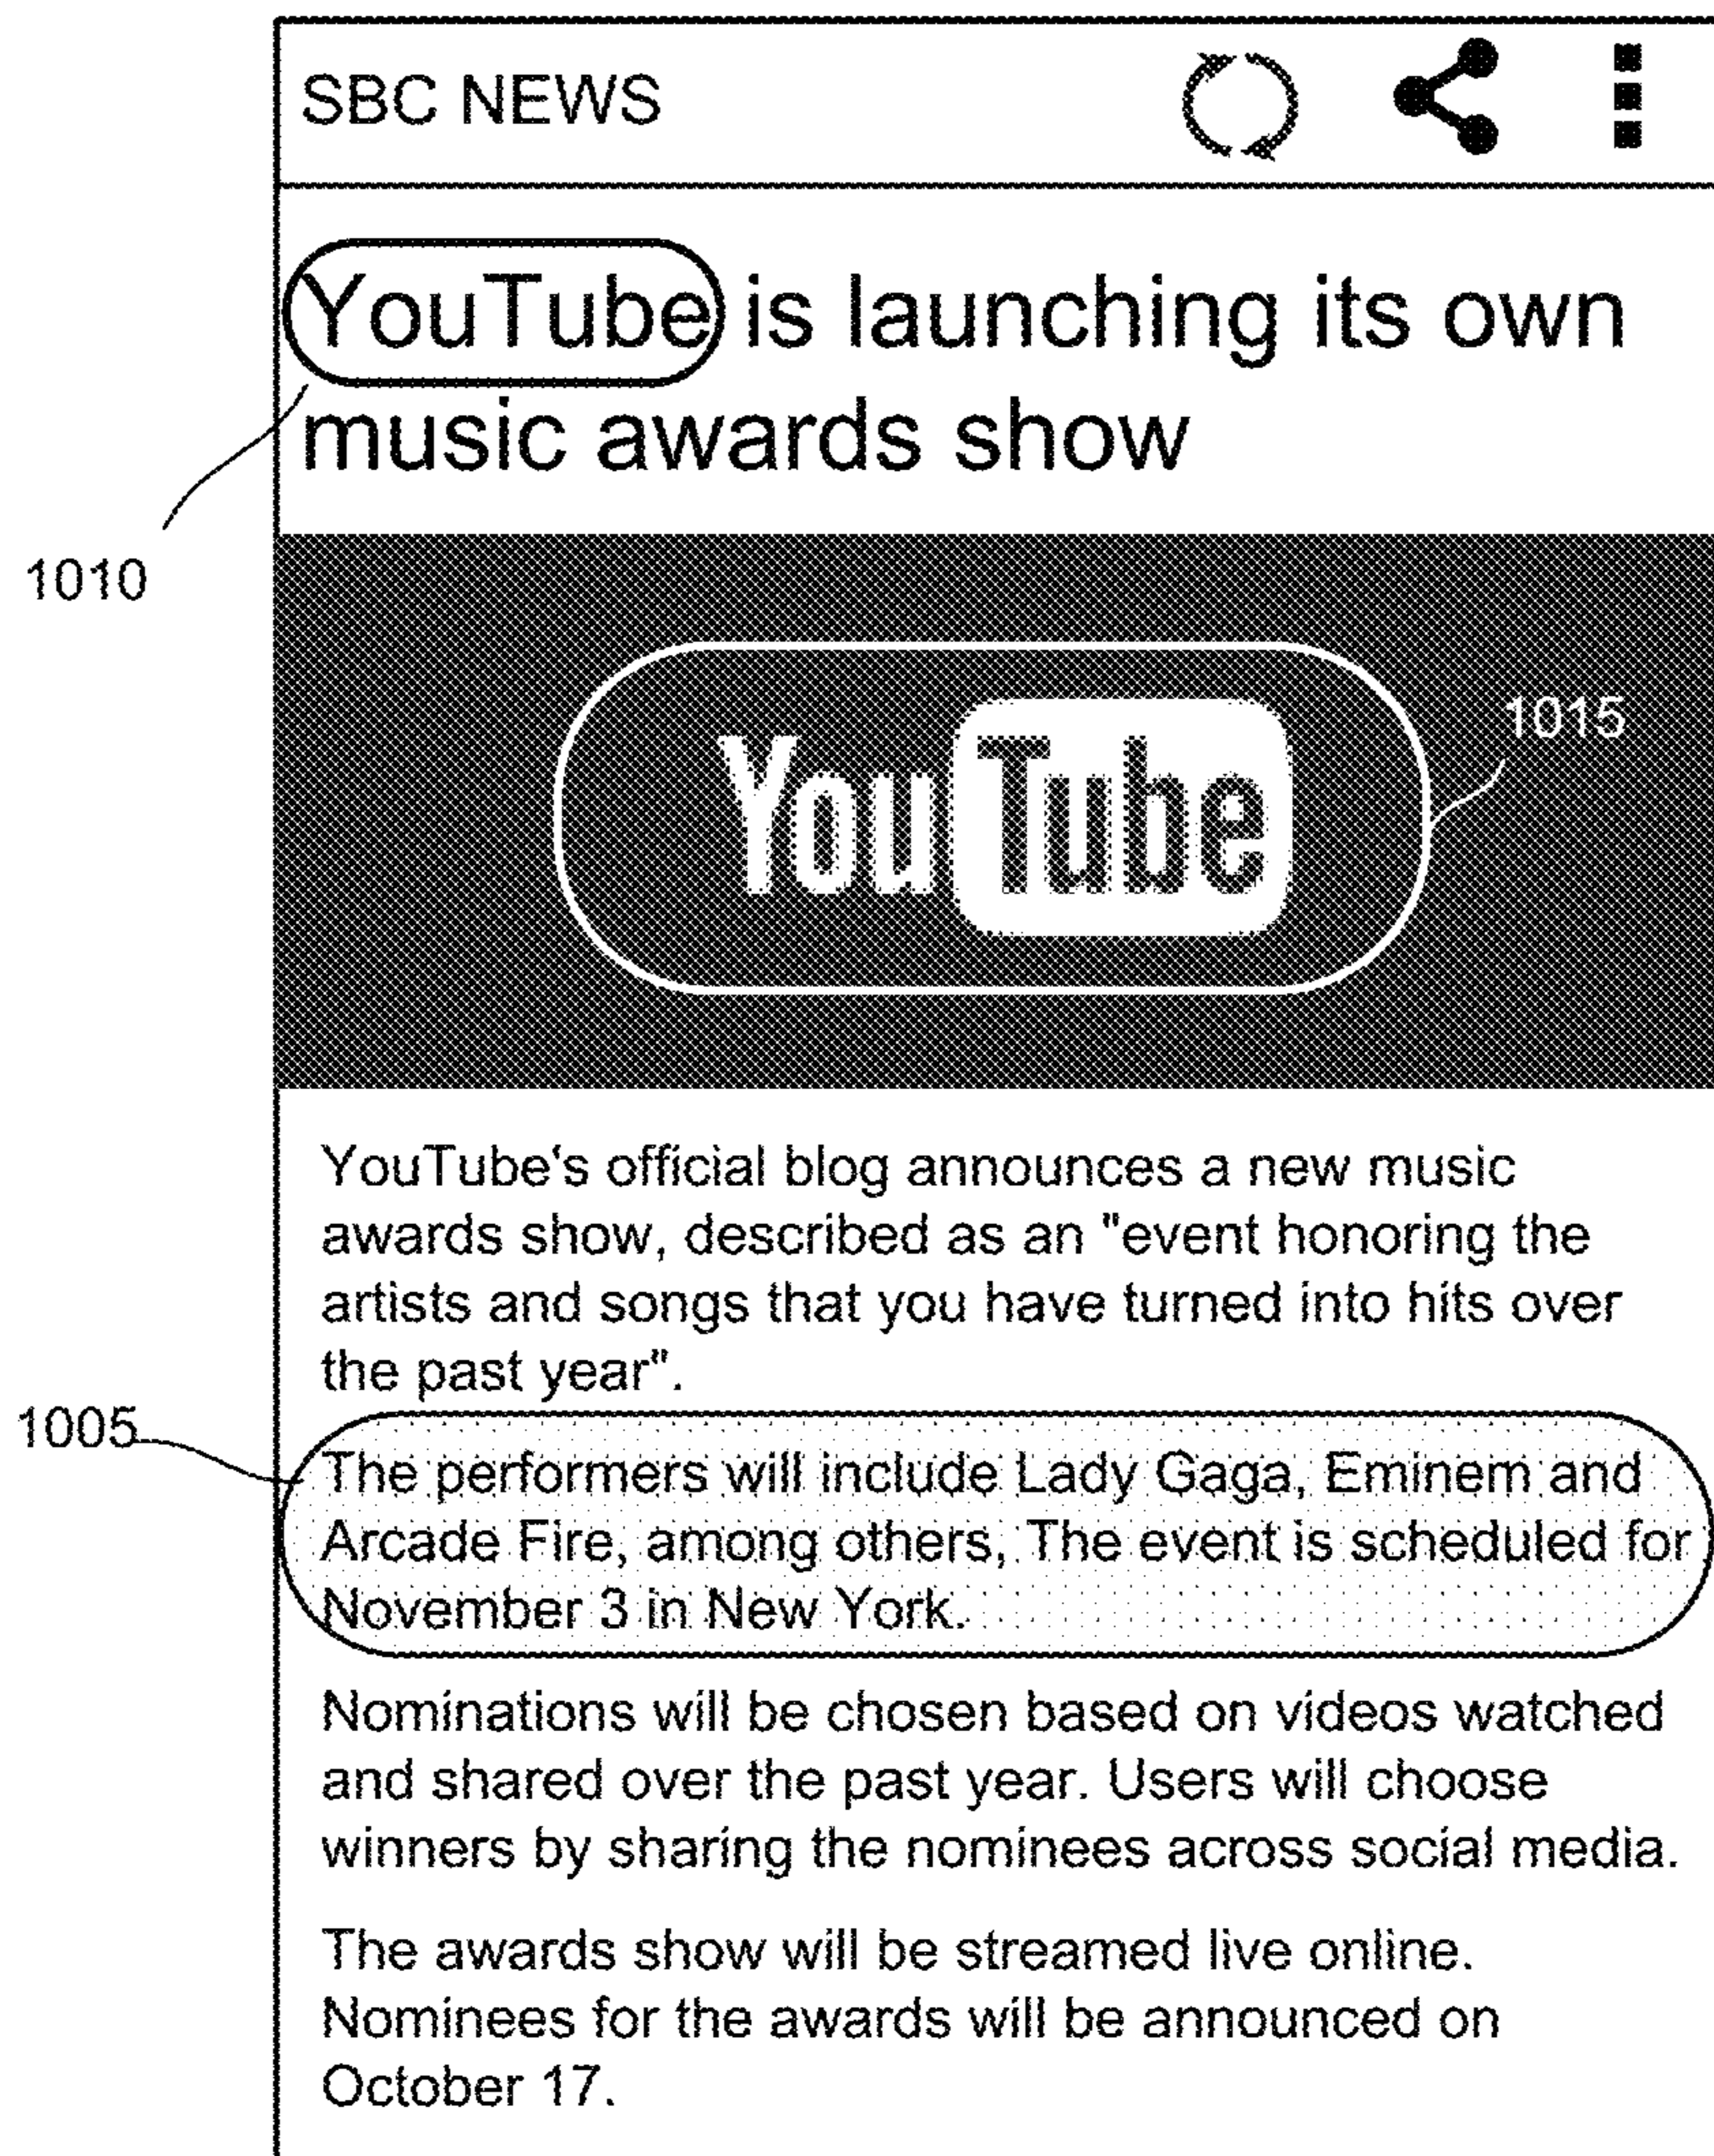 SBC NEWS
YouTube is launching its own
music awards show
1010
1015
YouTube
YouTube's official blog announces a new music
awards show, described as an "event honoring the
artists and songs that you have turned into hits over
the past year".
1005
The performers will include Lady Gaga, Eminem and
Arcade Fire, among others, The event is scheduled for
November 3 in New York.
Nominations will be chosen based on videos watched
and shared over the past year. Users will choose
winners by sharing the nominees across social media.
The awards show will be streamed live online.
Nominees for the awards will be announced on
October 17.